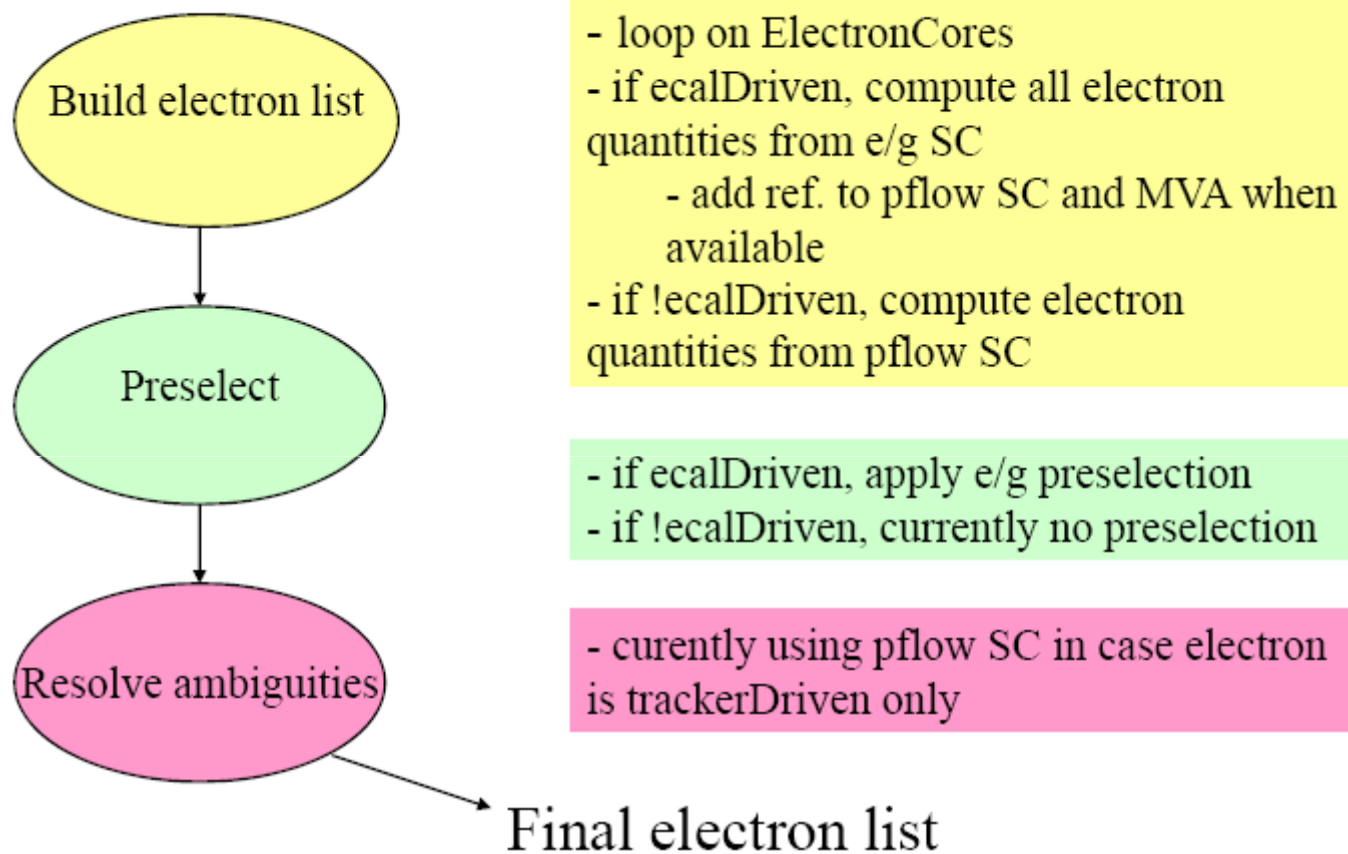 Build electron list
- loop on ElectronCores
- if ecalDriven, compute all electron
quantities from e/g SC
- add ref. to pflow SC and MVA when
available
- if !ecalDriven, compute electron
quantities from pflow SC
Preselect
- if ecalDriven, apply e/g preselection
- if !ecalDriven, currently no preselection
Resolve ambiguities
- curently using pflow SC in case electron
is trackerDriven only
Final electron list